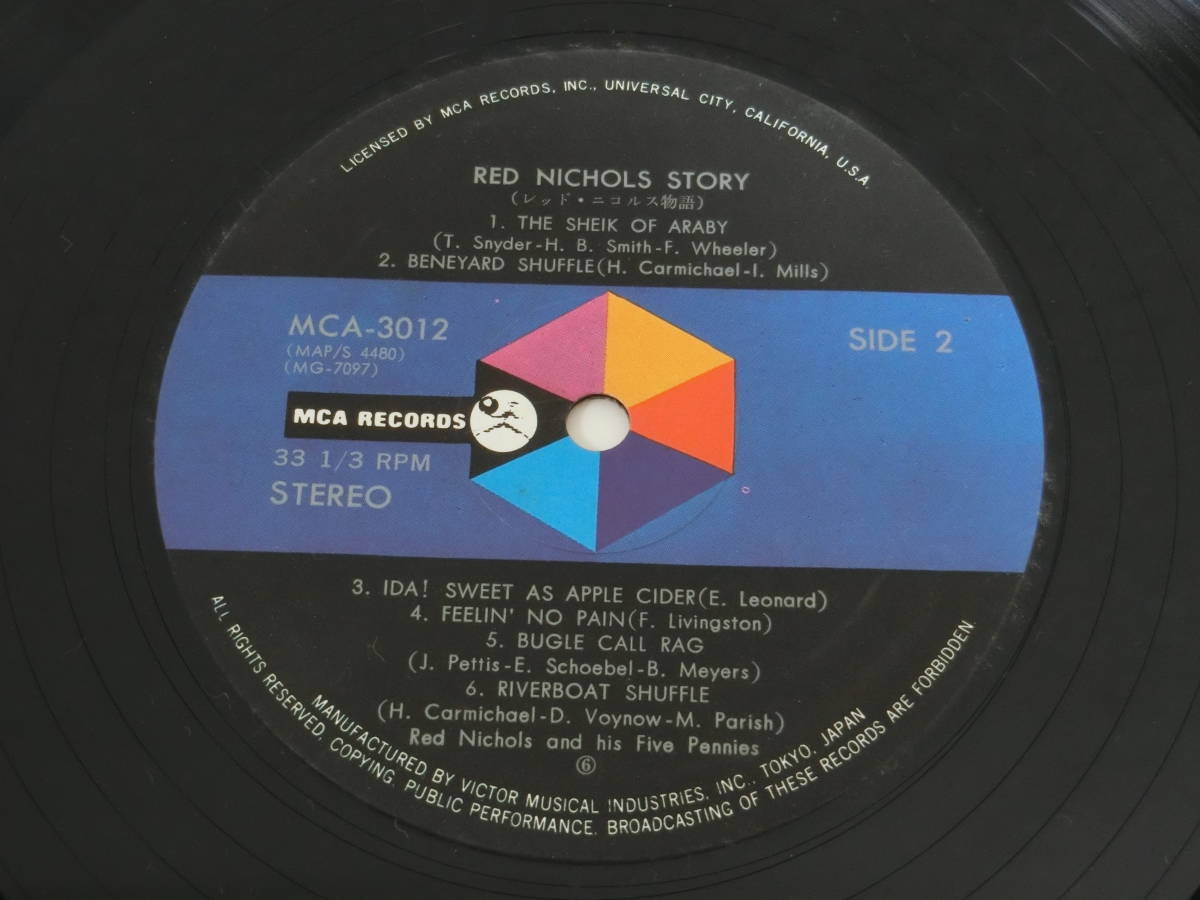 LICENSED BY MCA RECORDS, INC., UNIVERSAL CITY, CALIFORNIA, U.S.A.
RED NICHOLS STORY
(レッド・ニコルス物語)
1. THE SHEIK OF ARABY
(T. Snyder-H. B. Smith-F. Wheeler)
2. BENEYARD SHUFFLE(H. Carmichael-I. Mills)
MCA-3012
(MAP/S 4480)
(MG-7097)
SIDE 2
MCA RECORDS
33 1/3 RPM
STEREO
3. IDA! SWEET AS APPLE CIDER(E. Leonard)
4. FEELIN' NO PAIN(F. Livingston)
5. BUGLE CALL RAG
(J. Pettis-E. Schoebel-B. Meyers)
6. RIVERBOAT SHUFFLE
(H. Carmichael-D. Voynow-M. Parish)
Red Nichols and his Five Pennies
⑥
MANUFACTURED BY VICTOR MUSICAL INDUSTRIES, INC., TOKYO, JAPAN
ALL RIGHTS RESERVED, COPYING, PUBLIC PERFORMANCE, BROADCASTING OF THESE RECORDS ARE FORBIDDEN